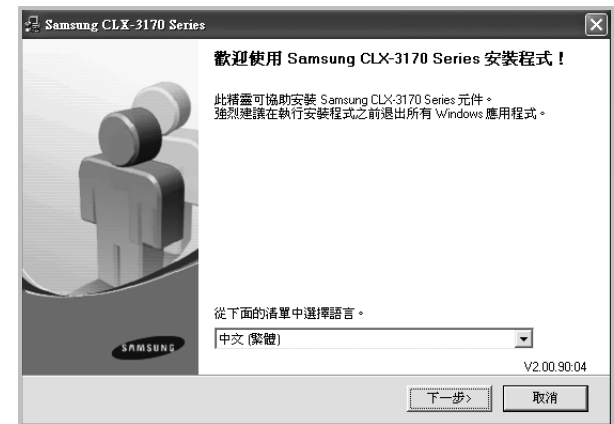 Samsung CLX-3170 Series
歡迎使用 Samsung CLX-3170 Series 安裝程式！
此精靈可協助安裝 Samsung CLX-3170 Series 元件。
強烈建議在執行安裝程式之前退出所有 Windows 應用程式。
從下面的清單中選擇語言。
中文 (繁體)
SAMSUNG
V2.00.90:04
下一步>
取消